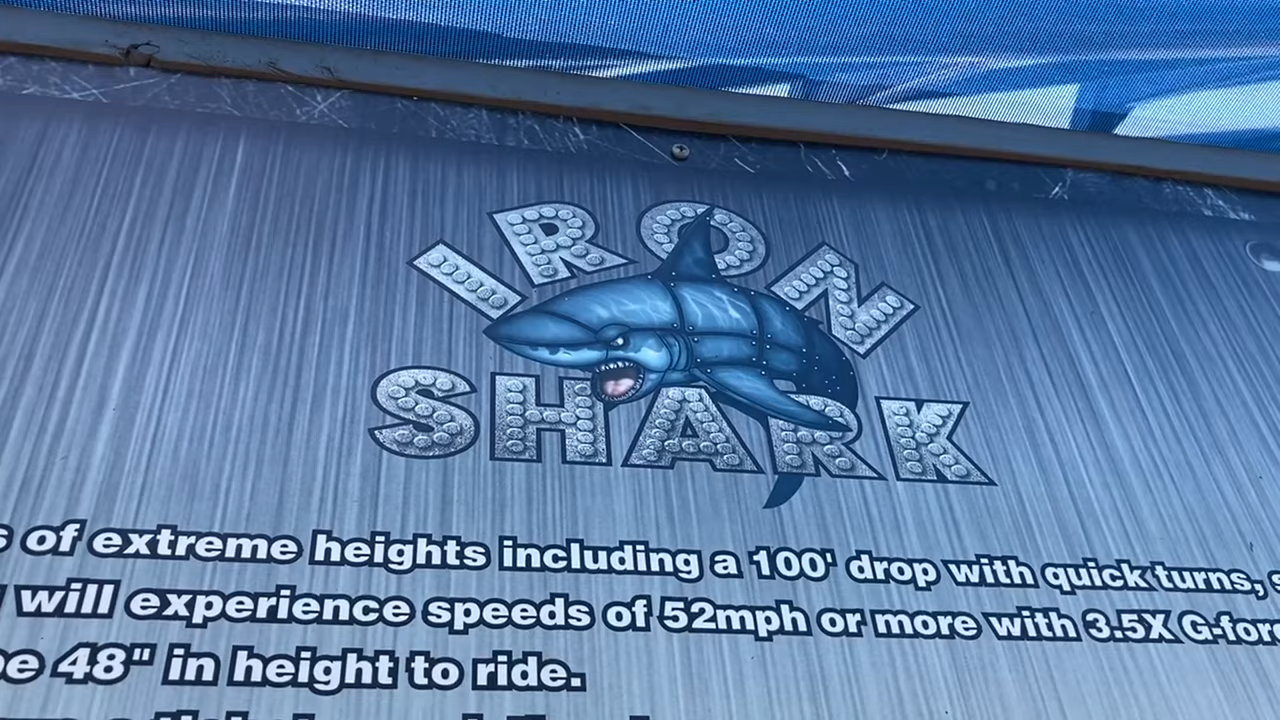 IRON
SHARK
of extreme heights including a 100' drop with quick turns,
will experience speeds of 52mph or more with 3.5X
48" in height to ride.